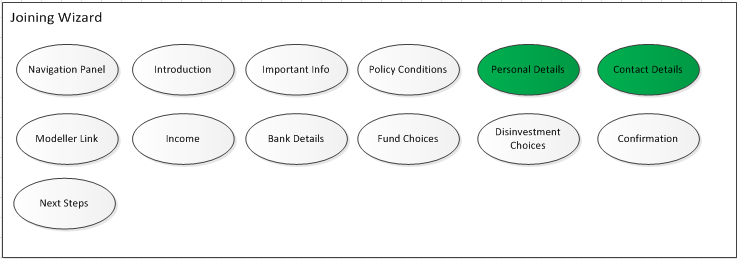 Joining Wizard
Navigation Panel
Introduction
Important Info
Policy Conditions
Personal Details
Contact Details
Modeller Link
Income
Bank Details
Fund Choices
Disinvestment
Choices
Confirmation
Next Steps